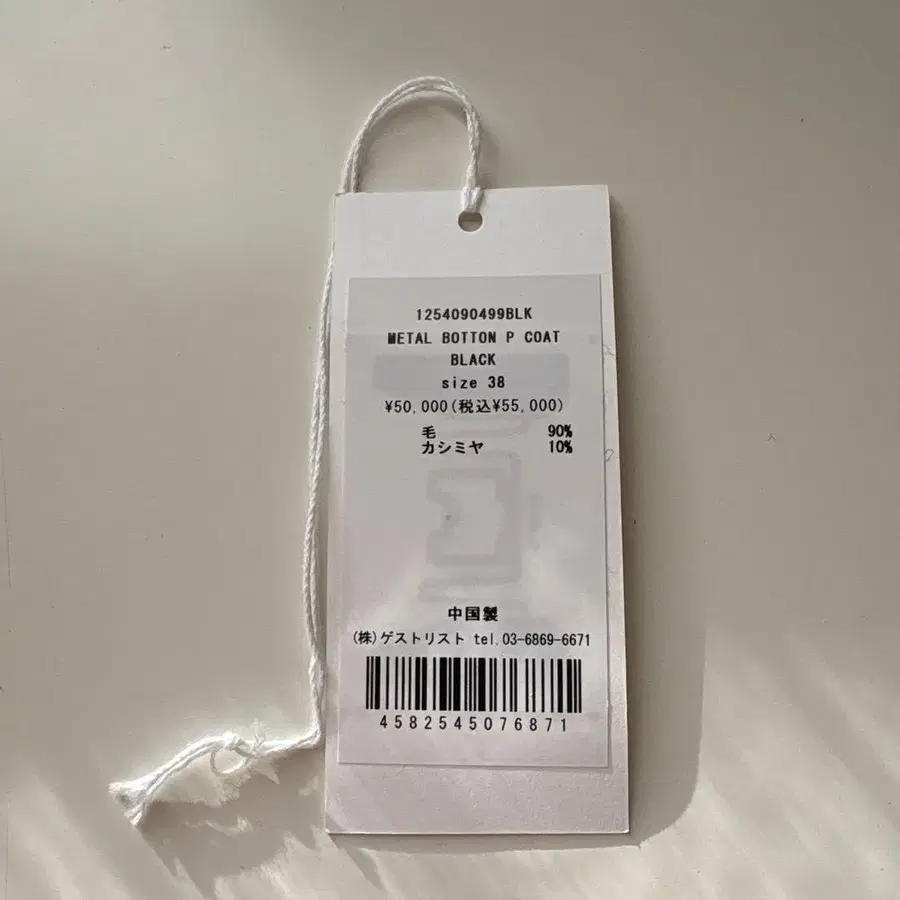 1254090499BLK
METAL BOTTON P COAT
BLACK
size 38
¥50,000(税込¥55,000)
毛 90%
カシミヤ 10%
中国製
(株)ゲストリスト tel.03-6869-6671
4582545076871